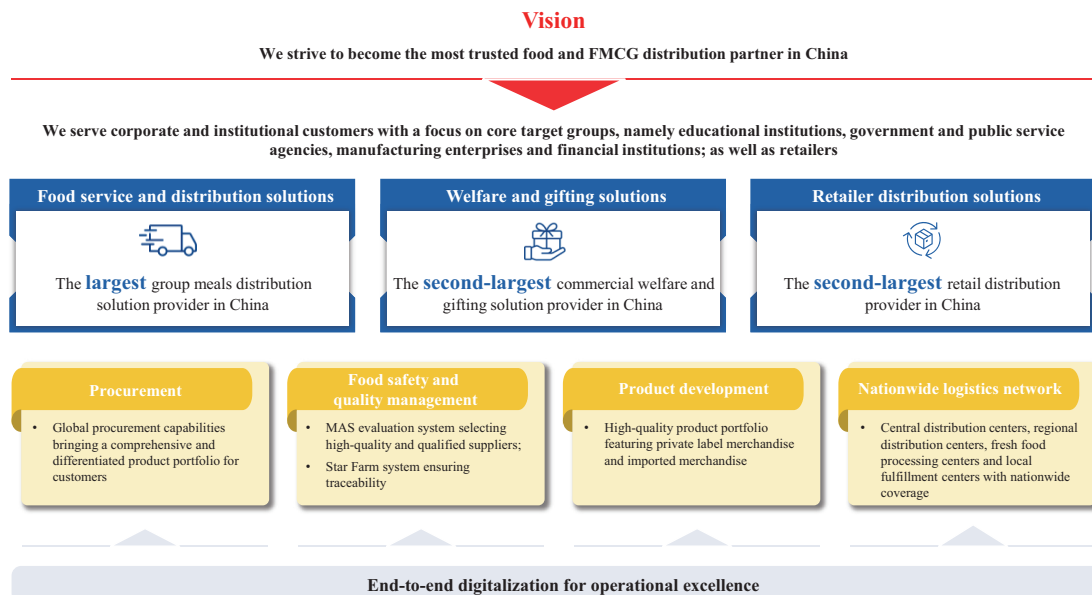 Vision
We strive to become the most trusted food and FMCG distribution partner in China
We serve corporate and institutional customers with a focus on core target groups, namely educational institutions, government and public service
agencies, manufacturing enterprises and financial institutions; as well as retailers
Food service and distribution solutions
The largest group meals distribution
solution provider in China
Welfare and gifting solutions
The second-largest commercial welfare and
gifting solution provider in China
Retailer distribution solutions
The second-largest retail distribution
provider in China
Procurement
• Global procurement capabilities
bringing a comprehensive and
differentiated product portfolio for
customers
Food safety and
quality management
• MAS evaluation system selecting
high-quality and qualified suppliers;
• Star Farm system ensuring
traceability
Product development
• High-quality product portfolio
featuring private label merchandise
and imported merchandise
Nationwide logistics network
• Central distribution centers, regional
distribution centers, fresh food
processing centers and local
fulfillment centers with nationwide
coverage
End-to-end digitalization for operational excellence